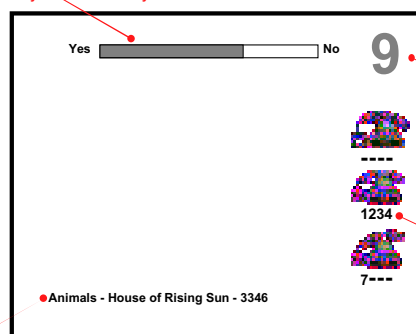 Yes No 9
----
1234
7---
Animals - House of Rising Sun - 3346